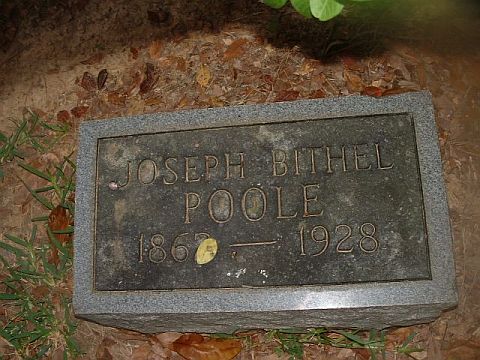 JOSEPH BITHEL
POOLE
— 1928